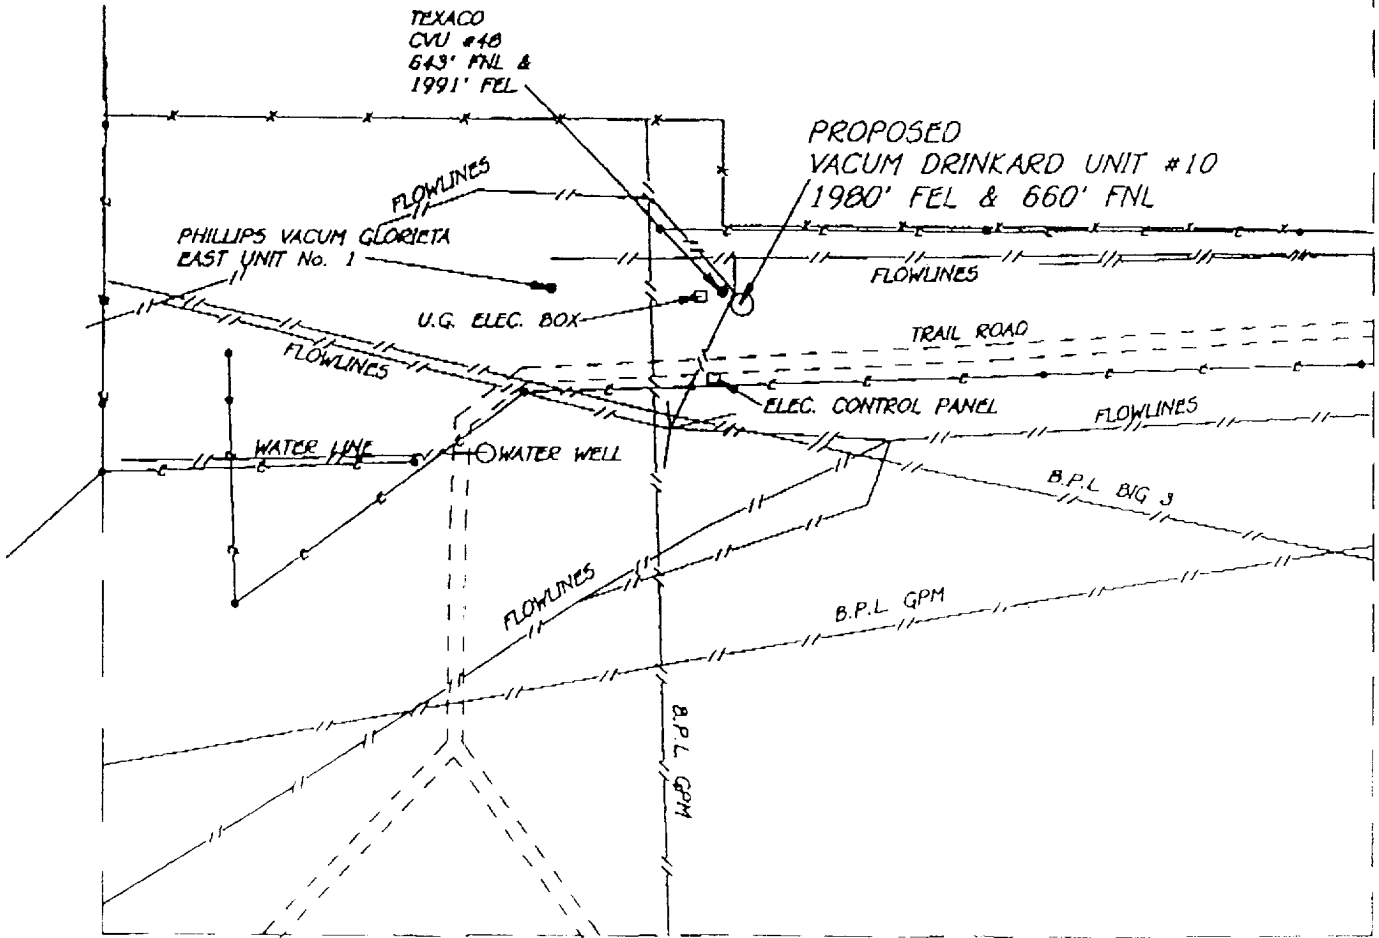 TEXACO
CVU #48
643' FNL &
1991' FEL
PROPOSED
VACUM DRINKARD UNIT #10
1980' FEL & 660' FNL
FLOWLINES
PHILLIPS VACUM GLORIETA
EAST UNIT No. 1
FLOWLINES
U.G. ELEC. BOX
TRAIL ROAD
FLOWLINES
ELEC. CONTROL PANEL
FLOWLINES
WATER LINE
WATER WELL
B.P.L BIG 3
FLOWLINES
B.P.L GPM
B.P.L GPM